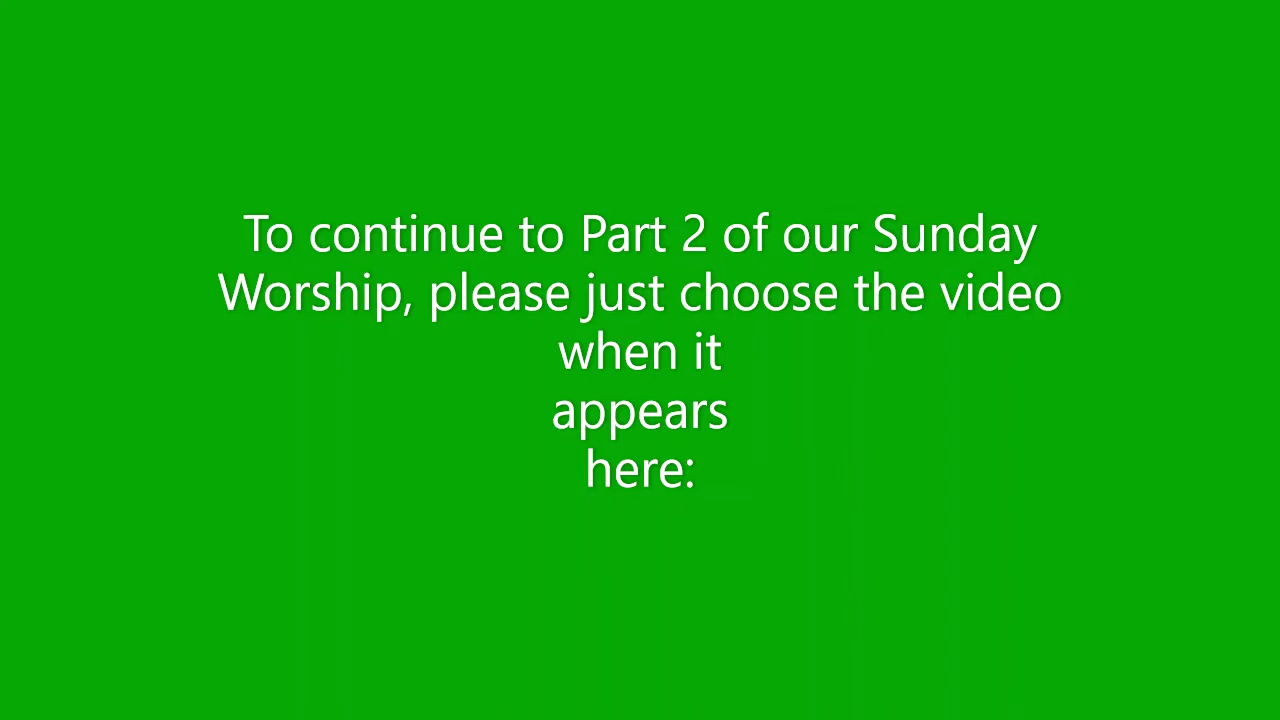 To continue to Part 2 of our Sunday
Worship, please just choose the video
when it
appears
here: